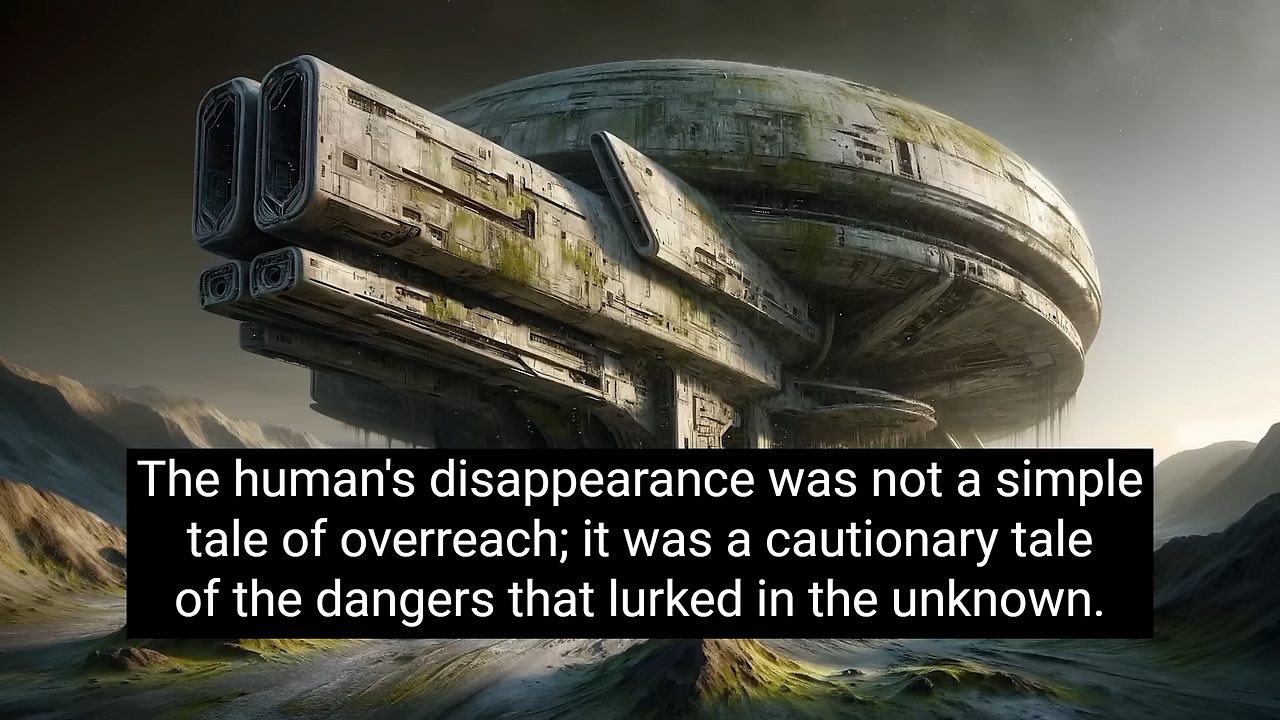 The human's disappearance was not a simple
tale of overreach; it was a cautionary tale
of the dangers that lurked in the unknown.